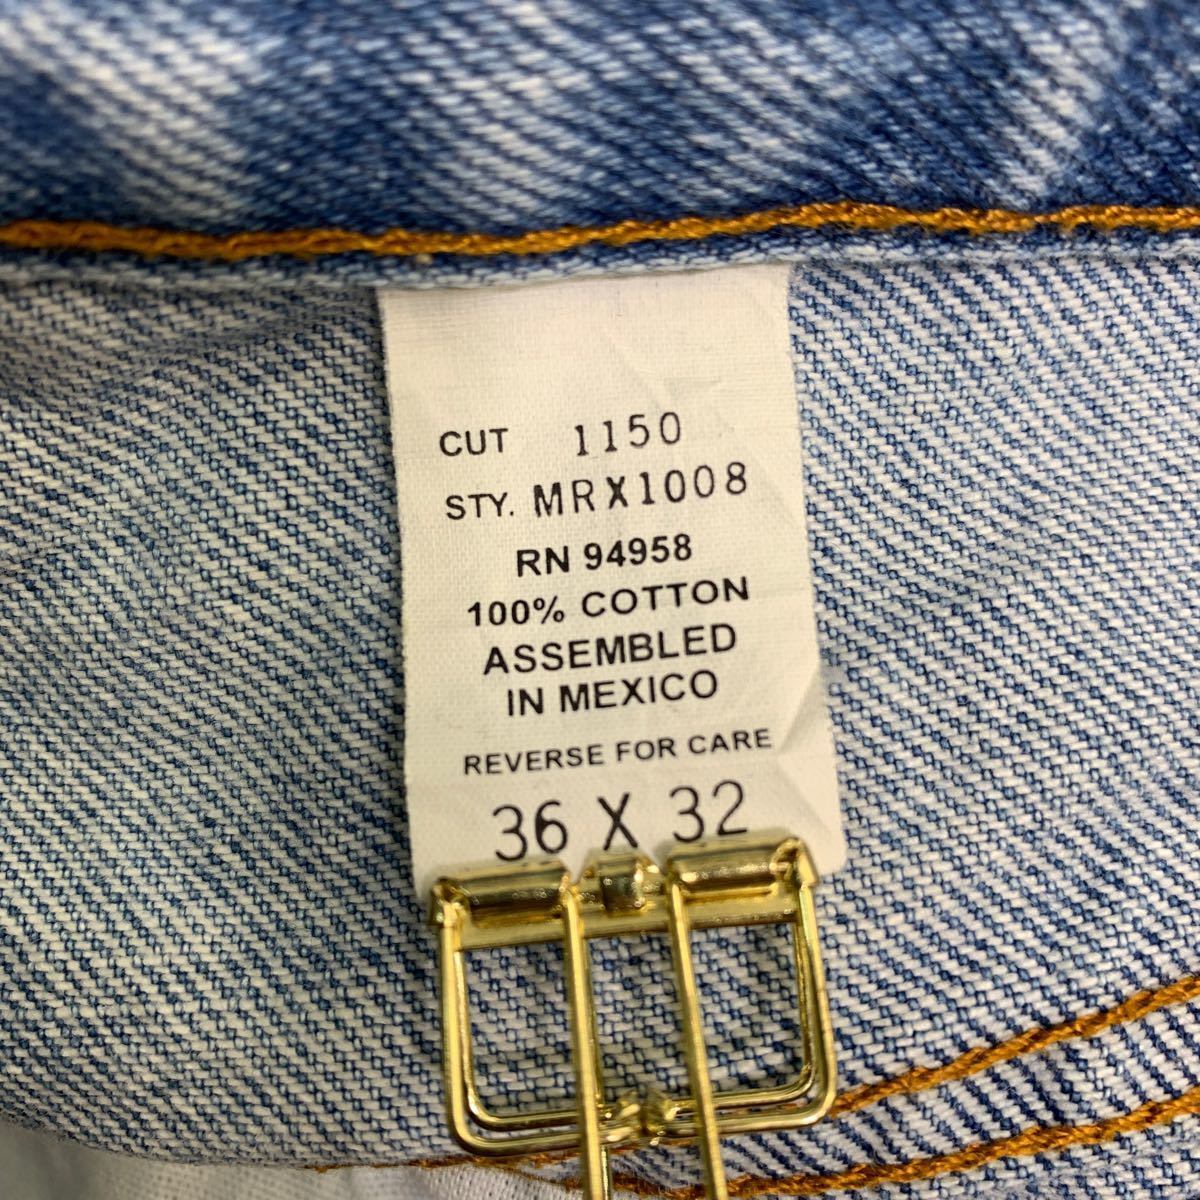 CUT 1150
STY. MRX1008
RN 94958
100% COTTON
ASSEMBLED
IN MEXICO
REVERSE FOR CARE
36 X 32